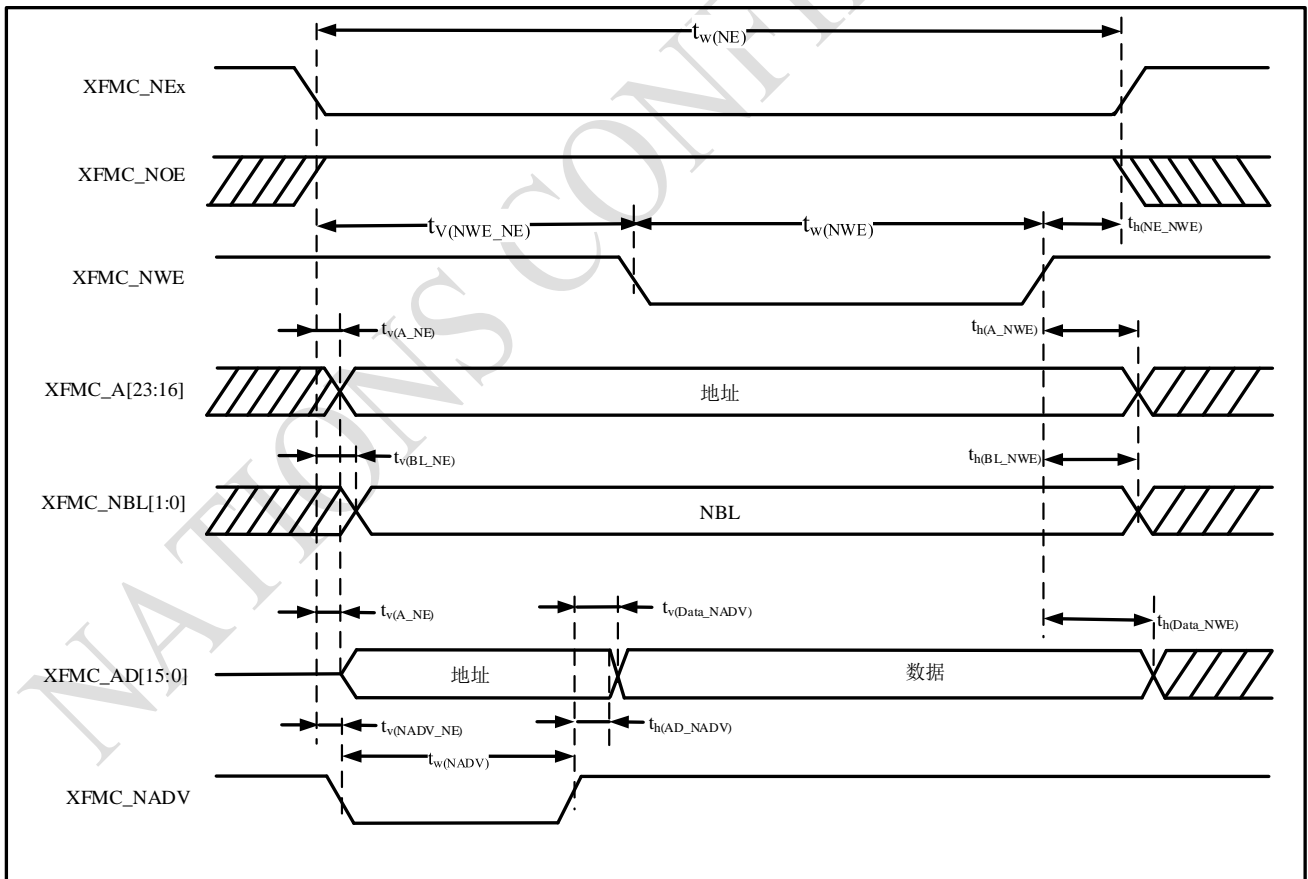 tw(NE)
XFMC_NEx
XFMC_NOE
tV(NWE_NE)
tw(NWE)
th(NE_NWE)
XFMC_NWE
tv(A_NE)
th(A_NWE)
XFMC_A[23:16]
地址
tv(BL_NE)
th(BL_NWE)
XFMC_NBL[1:0]
NBL
tv(A_NE)
tv(Data_NADV)
th(Data_NWE)
XFMC_AD[15:0]
地址
数据
tv(NADV_NE)
th(AD_NADV)
tw(NADV)
XFMC_NADV
NATIONS CONFI